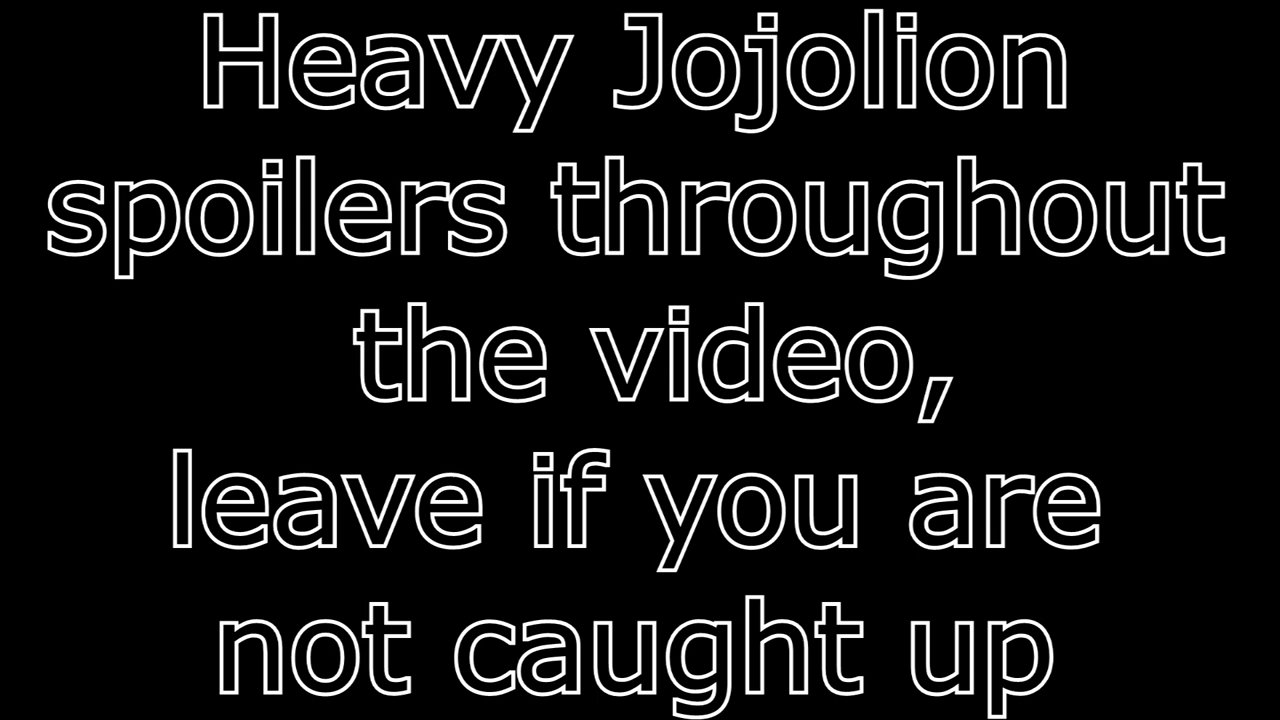 Heavy Jojolion
spoilers throughout
the video,
leave if you are
not caught up